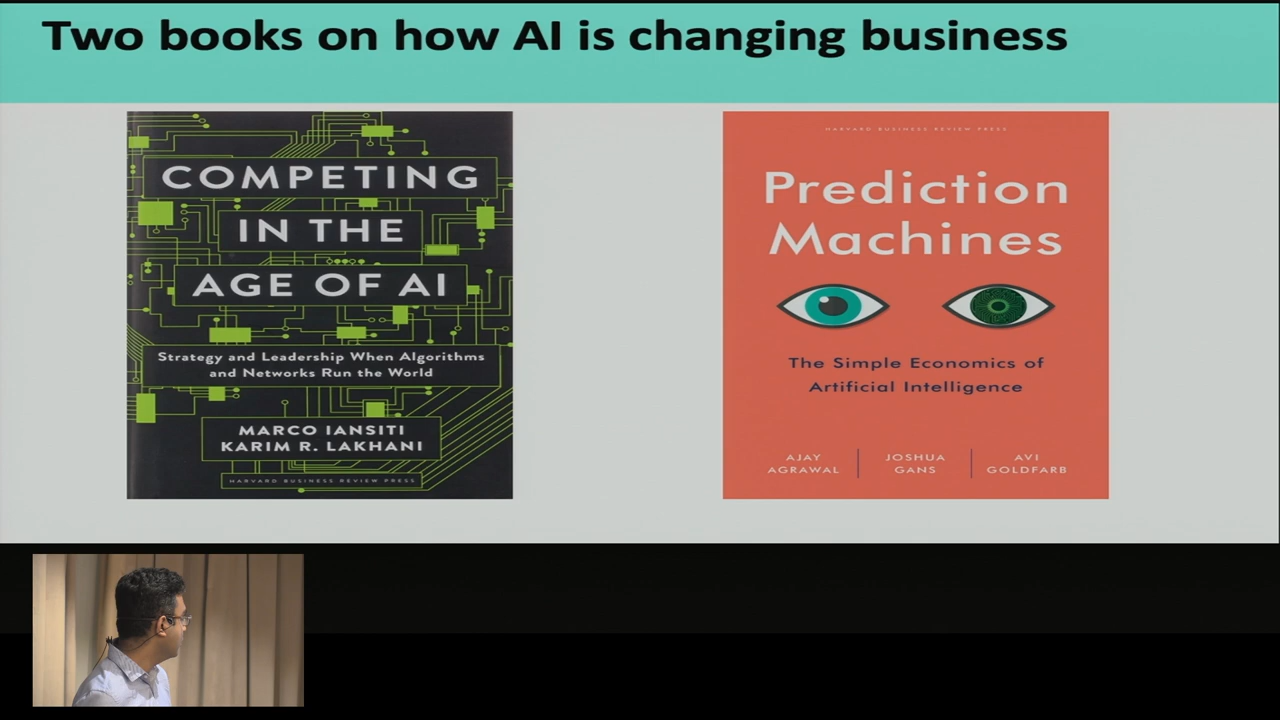 Two books on how AI is changing business
COMPETING
IN THE
AGE OF AI
Strategy and Leadership When Algorithms
and Networks Run the World
MARCO IANSITI
KARIM R. LAKHANI
HARVARD BUSINESS REVIEW PRESS
HARVARD BUSINESS REVIEW PRESS
Prediction
Machines
The Simple Economics of
Artificial Intelligence
AJAY
AGRAWAL
JOSHUA
GANS
AVI
GOLDFARB